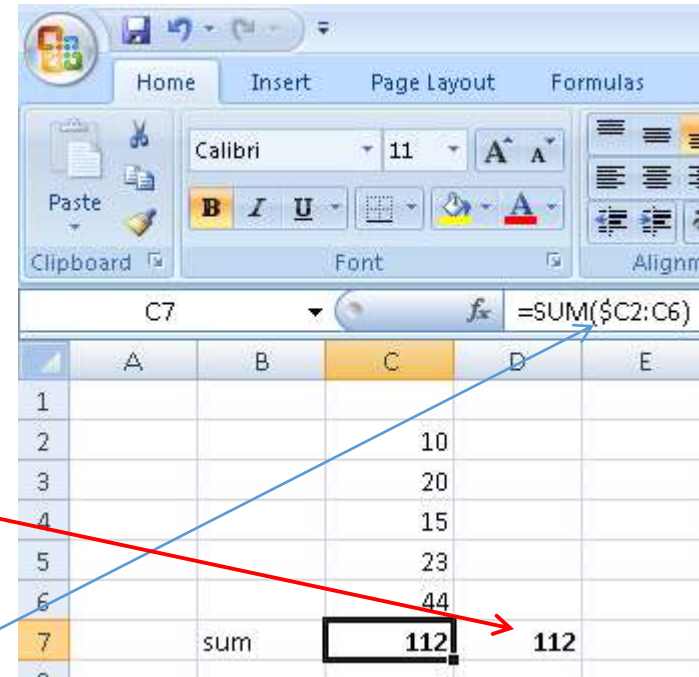 Home Insert Page Layout Formulas
Calibri 11 A A
Paste B I U A
Clipboard Font Alignm
C7 fx =SUM($C2:C6)
A B C D E
1
2 10
3 20
4 15
5 23
6 44
7 sum 112 112